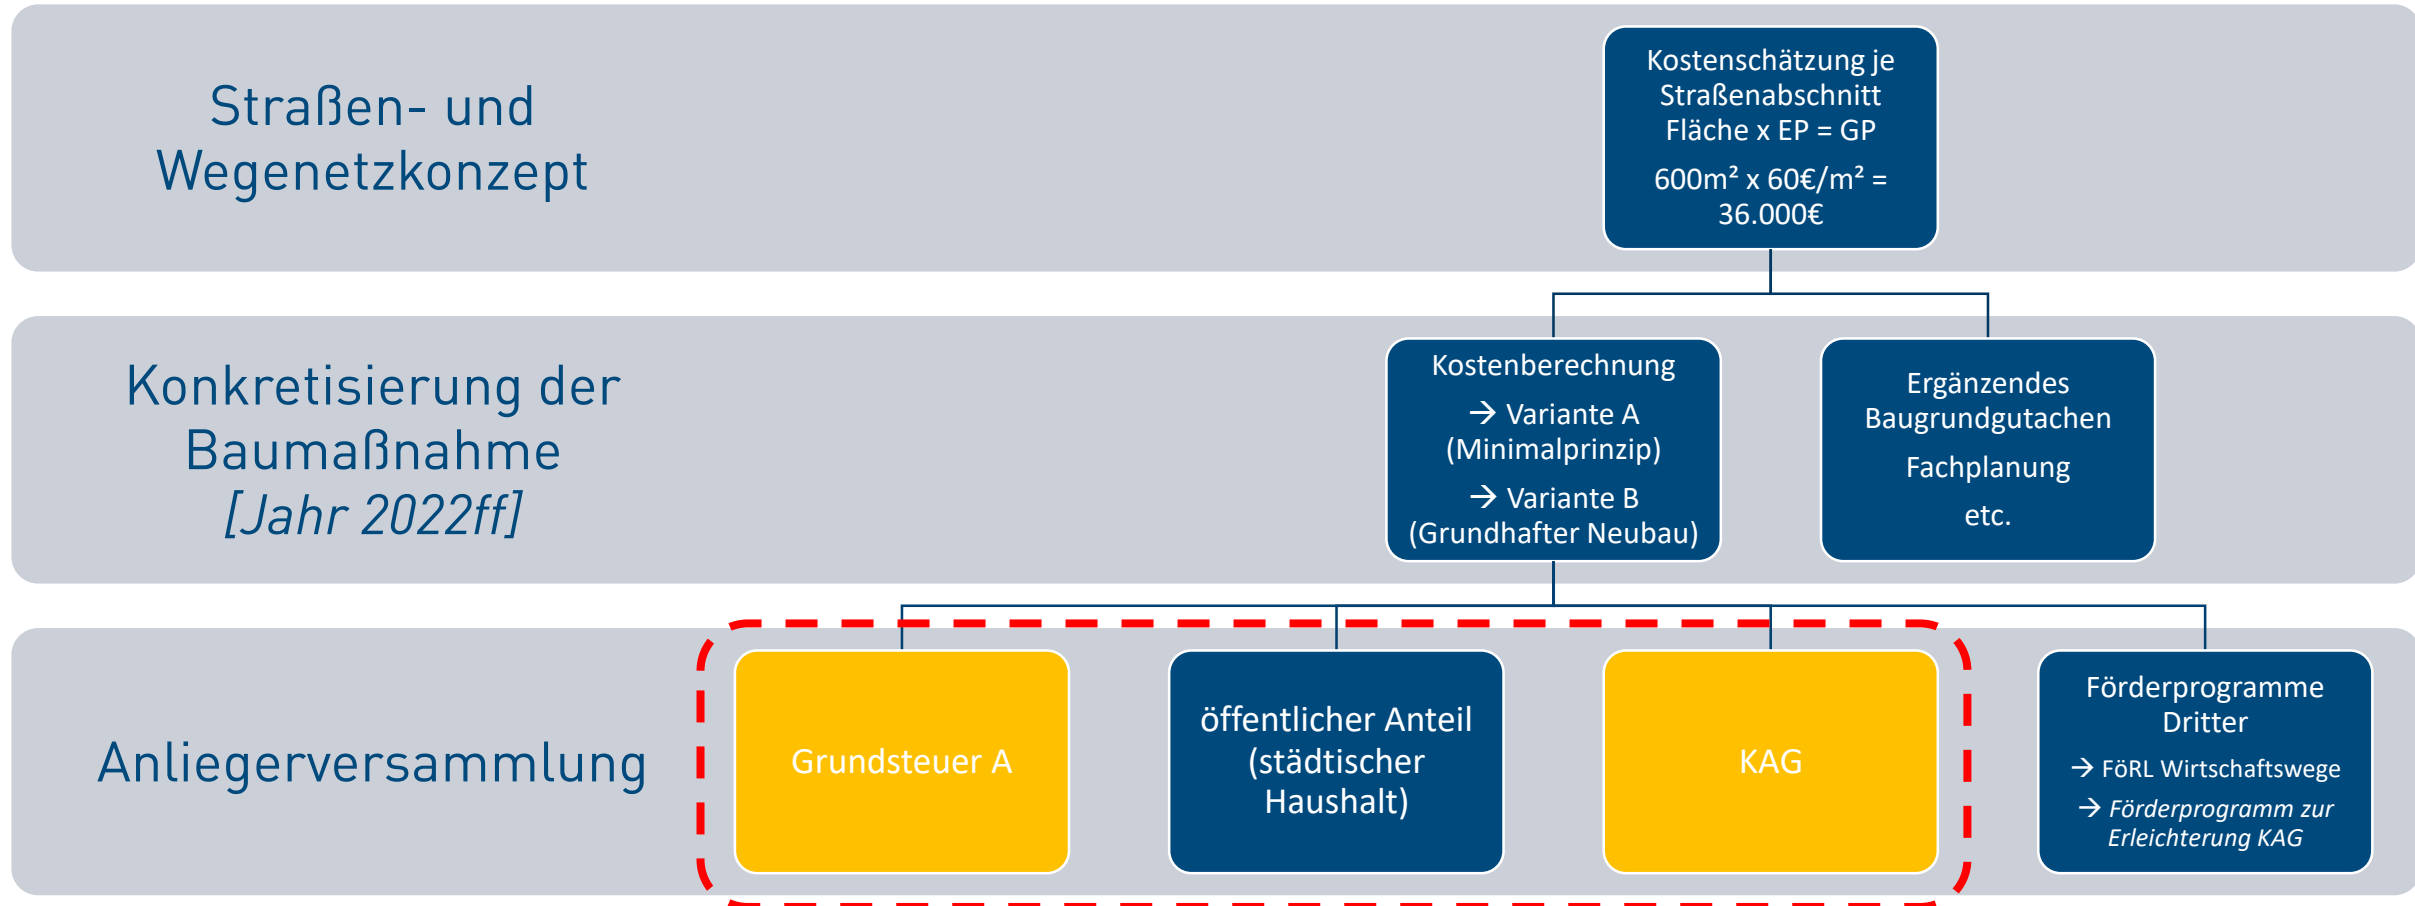 Straßen- und
Wegenetzkonzept
Kostenschätzung je
Straßenabschnitt
Fläche x EP = GP
600m² x 60€/m² =
36.000€
Konkretisierung der
Baumaßnahme
[Jahr 2022ff]
Kostenberechnung
→ Variante A
(Minimalprinzip)
→ Variante B
(Grundhafter Neubau)
Ergänzendes
Baugrundgutachen
Fachplanung
etc.
Anliegerversammlung
Grundsteuer A
öffentlicher Anteil
(städtischer
Haushalt)
KAG
Förderprogramme
Dritter
→ FöRL Wirtschaftswege
→ Förderprogramm zur
Erleichterung KAG